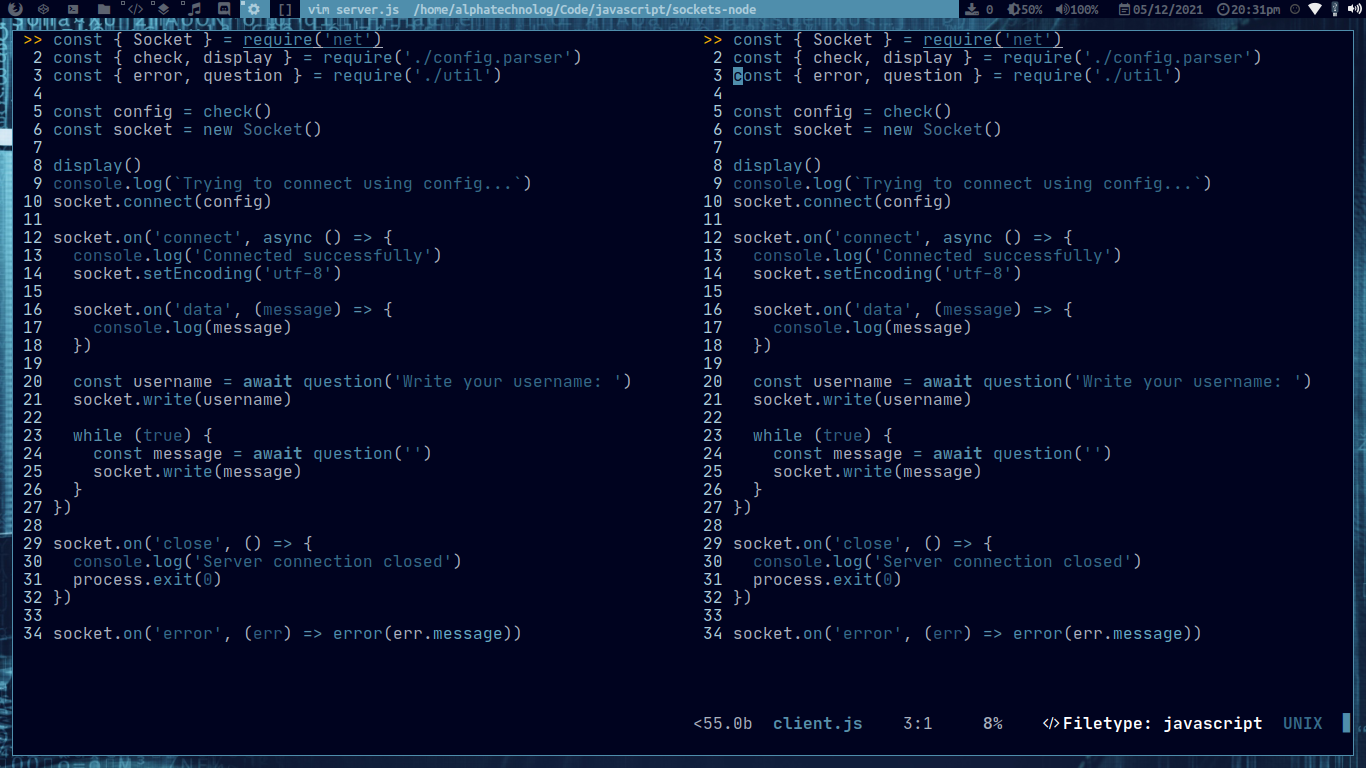 vim server.js /home/alphatechnolog/Code/javascript/sockets-node 0 50% 100% 05/12/2021 20:31pm
>> const { Socket } = require('net')
2 const { check, display } = require('./config.parser')
3 const { error, question } = require('./util')
4
5 const config = check()
6 const socket = new Socket()
7
8 display()
9 console.log(`Trying to connect using config...`)
10 socket.connect(config)
11
12 socket.on('connect', async () => {
13   console.log('Connected successfully')
14   socket.setEncoding('utf-8')
15
16   socket.on('data', (message) => {
17     console.log(message)
18   })
19
20   const username = await question('Write your username: ')
21   socket.write(username)
22
23   while (true) {
24     const message = await question('')
25     socket.write(message)
26   }
27 })
28
29 socket.on('close', () => {
30   console.log('Server connection closed')
31   process.exit(0)
32 })
33
34 socket.on('error', (err) => error(err.message))
>> const { Socket } = require('net')
2 const { check, display } = require('./config.parser')
3 const { error, question } = require('./util')
4
5 const config = check()
6 const socket = new Socket()
7
8 display()
9 console.log(`Trying to connect using config...`)
10 socket.connect(config)
11
12 socket.on('connect', async () => {
13   console.log('Connected successfully')
14   socket.setEncoding('utf-8')
15
16   socket.on('data', (message) => {
17     console.log(message)
18   })
19
20   const username = await question('Write your username: ')
21   socket.write(username)
22
23   while (true) {
24     const message = await question('')
25     socket.write(message)
26   }
27 })
28
29 socket.on('close', () => {
30   console.log('Server connection closed')
31   process.exit(0)
32 })
33
34 socket.on('error', (err) => error(err.message))
<55.0b client.js 3:1 8% </>Filetype: javascript UNIX